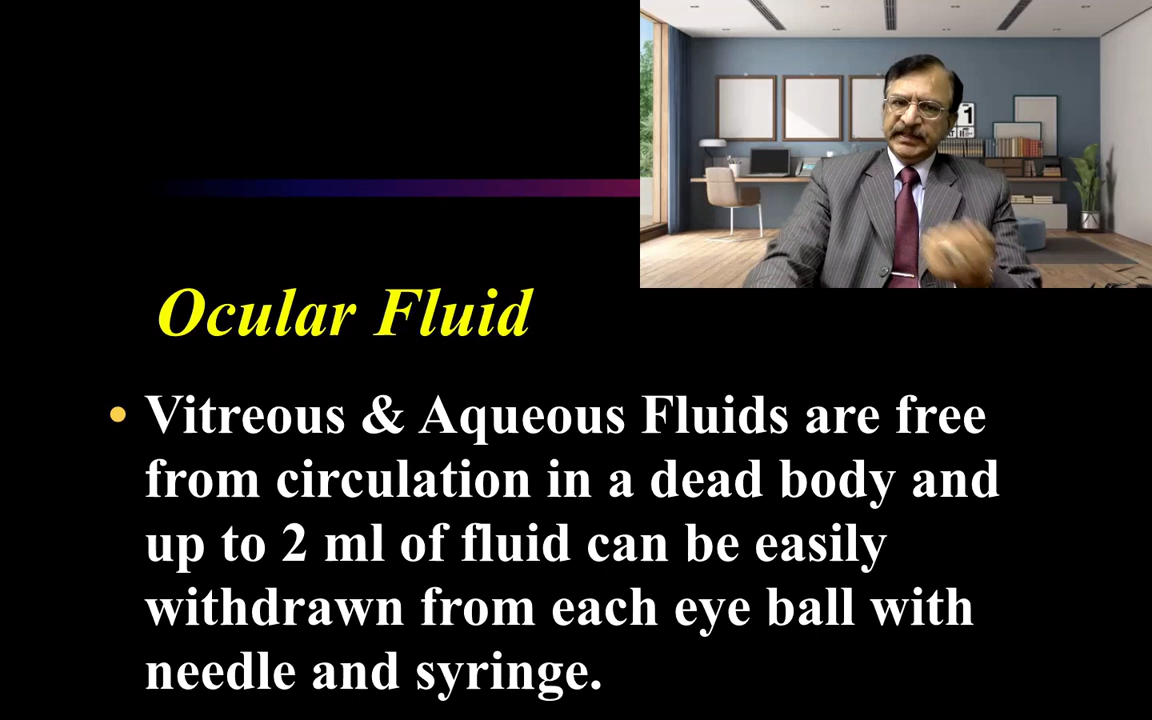 1
Ocular Fluid
• Vitreous & Aqueous Fluids are free
from circulation in a dead body and
up to 2 ml of fluid can be easily
withdrawn from each eye ball with
needle and syringe.